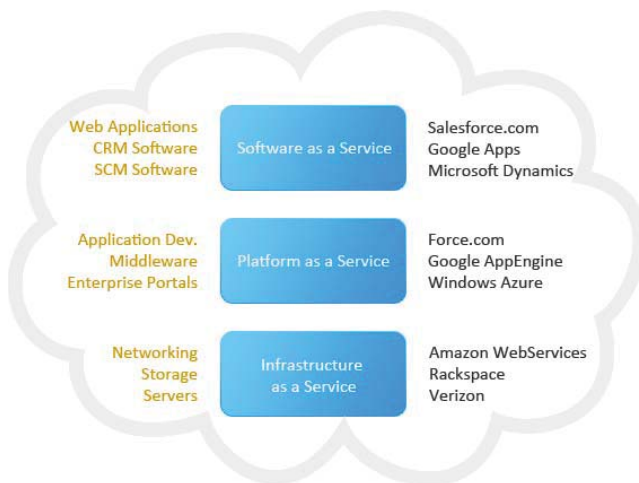 Web Applications
CRM Software
SCM Software
Software as a Service
Salesforce.com
Google Apps
Microsoft Dynamics
Application Dev.
Middleware
Enterprise Portals
Platform as a Service
Force.com
Google AppEngine
Windows Azure
Networking
Storage
Servers
Infrastructure
as a Service
Amazon WebServices
Rackspace
Verizon